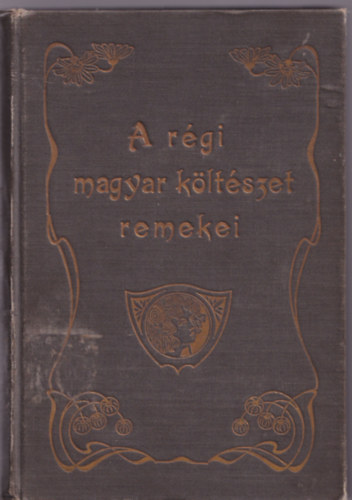 A régi
magyar költészet
remekei